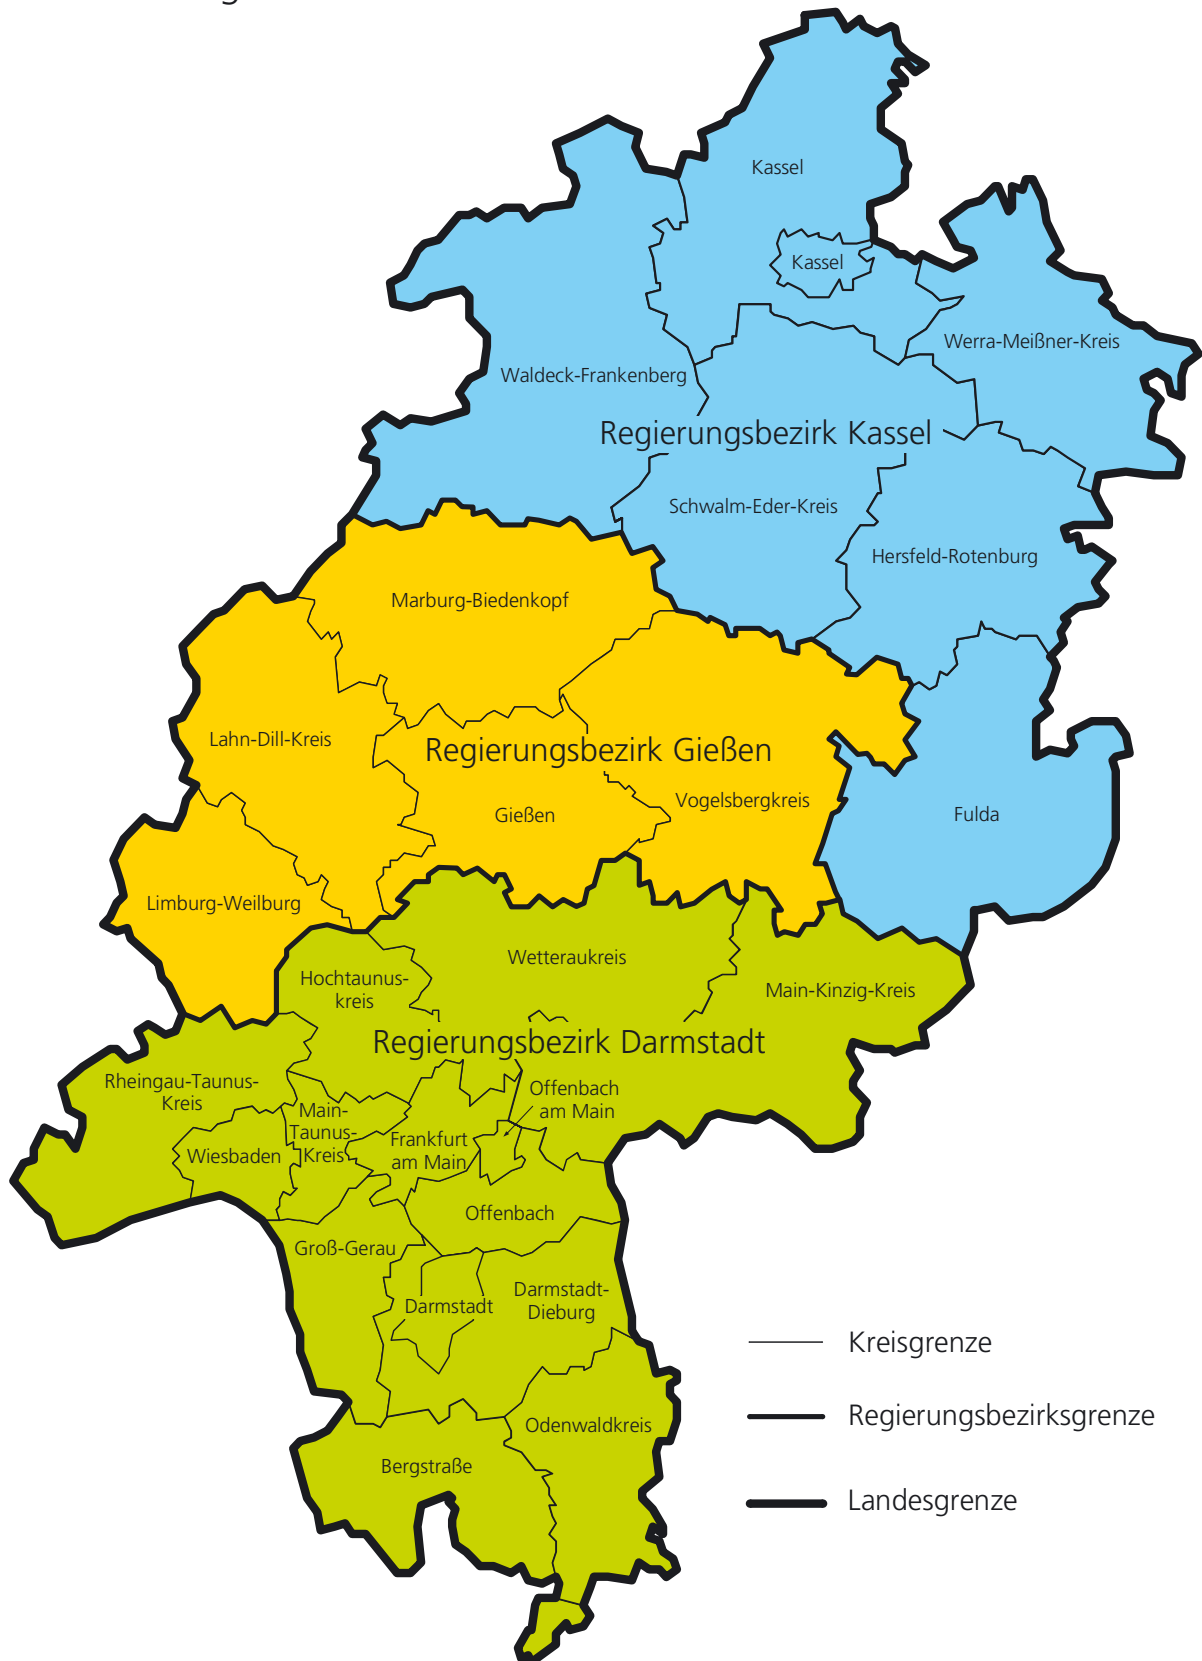 Kassel
Kassel
Werra-Meißner-Kreis
Waldeck-Frankenberg
Regierungsbezirk Kassel
Schwalm-Eder-Kreis
Hersfeld-Rotenburg
Marburg-Biedenkopf
Lahn-Dill-Kreis
Regierungsbezirk Gießen
Vogelsbergkreis
Gießen
Fulda
Limburg-Weilburg
Wetteraukreis
Hochtaunus-
kreis
Main-Kinzig-Kreis
Regierungsbezirk Darmstadt
Rheingau-Taunus-
Kreis
Offenbach
am Main
Main-
Taunus-
Kreis
Frankfurt
am Main
Wiesbaden
Offenbach
Groß-Gerau
Darmstadt-
Dieburg
Darmstadt
Odenwaldkreis
Bergstraße
Kreisgrenze
Regierungsbezirksgrenze
Landesgrenze